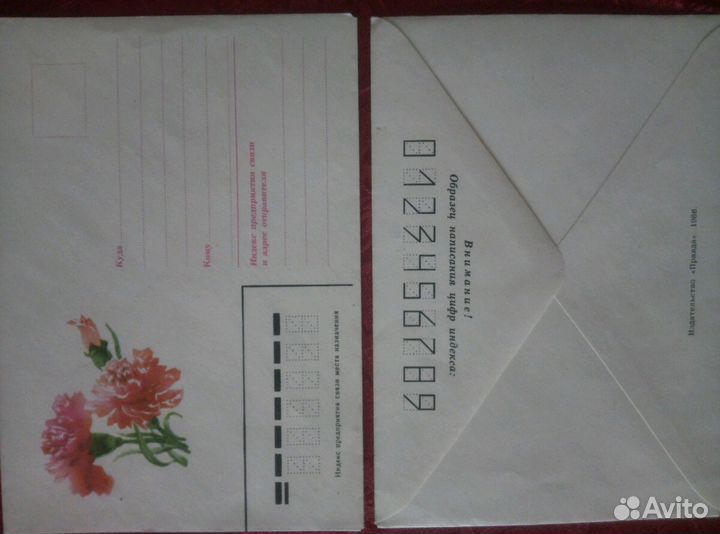 Куда
Кому
Индекс предприятия связи
и адрес отправителя
Индекс предприятия связи места назначения
Внимание!
Образец написания цифр индекса:
0123456789
Издательство «Правда». 1986.
Avito